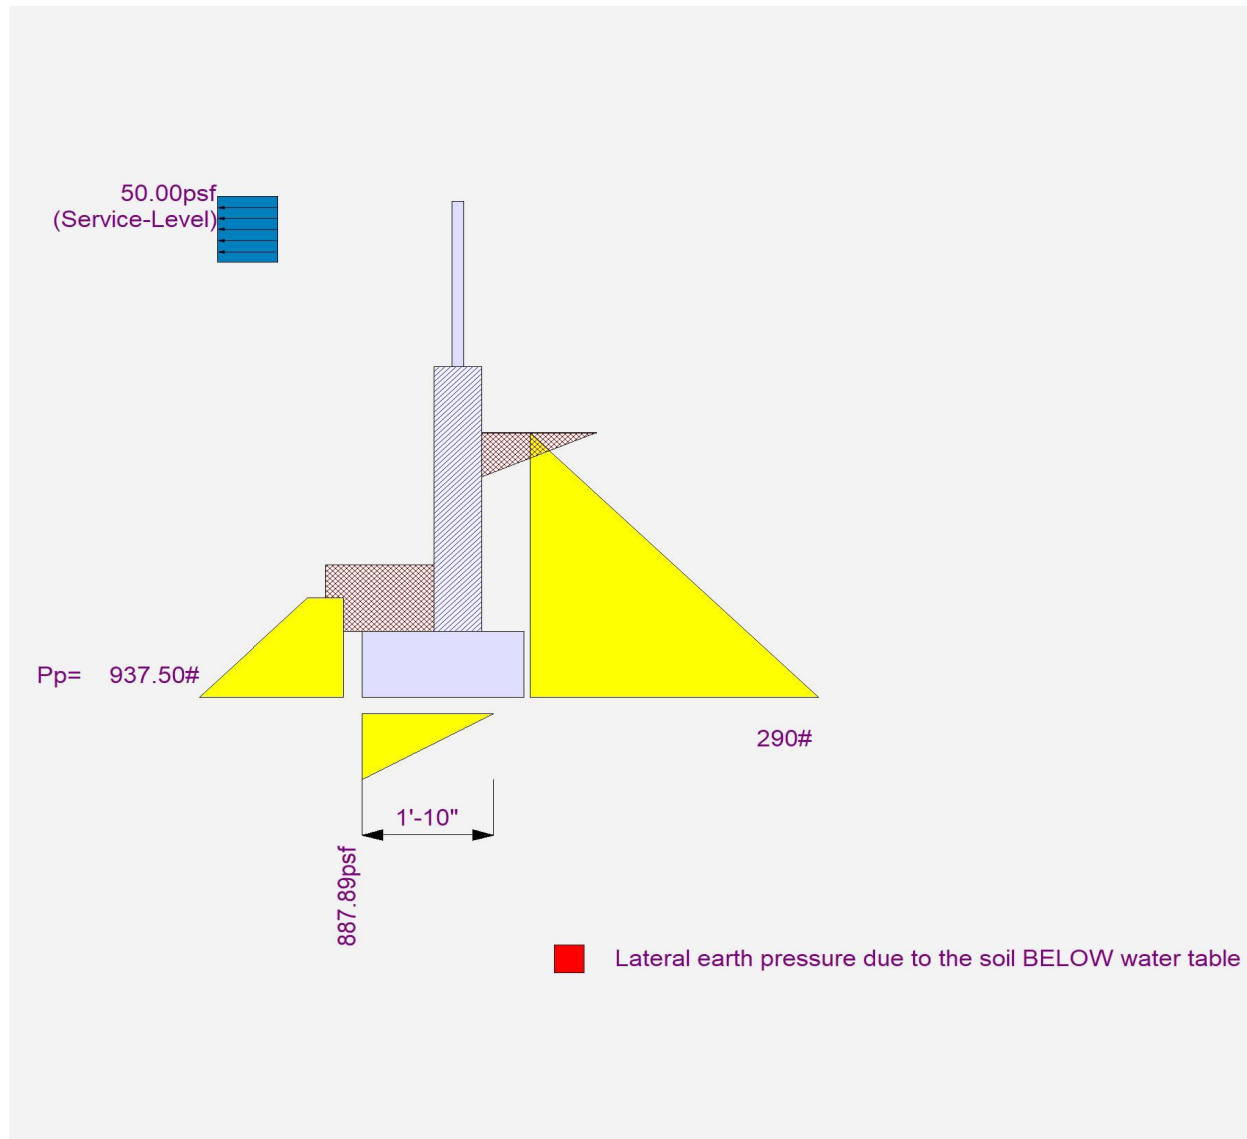 50.00psf
(Service-Level)
Pp= 937.50#
290#
1'-10"
887.89psf
Lateral earth pressure due to the soil BELOW water table